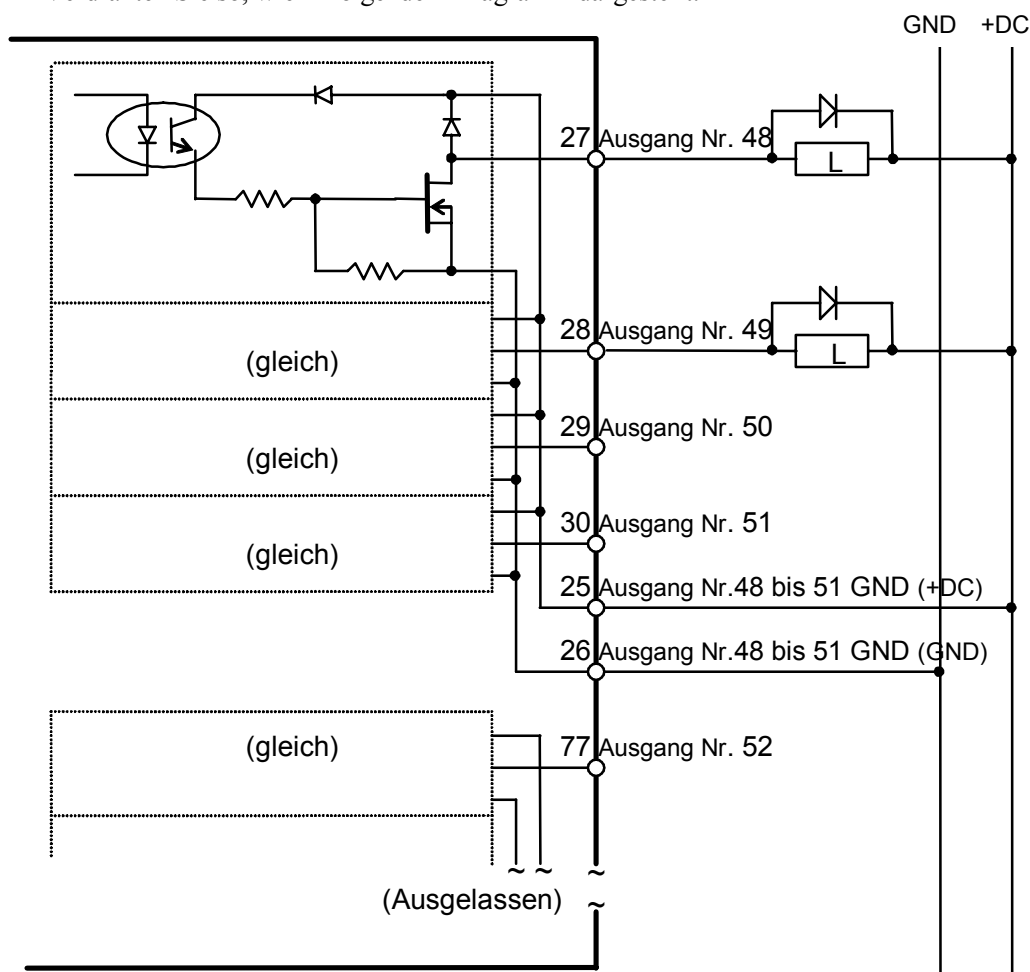 GND +DC
27 Ausgang Nr. 48
L
28 Ausgang Nr. 49
L
(gleich)
29 Ausgang Nr. 50
(gleich)
30 Ausgang Nr. 51
(gleich)
25 Ausgang Nr.48 bis 51 GND (+DC)
26 Ausgang Nr.48 bis 51 GND (GND)
(gleich)
77 Ausgang Nr. 52
~ ~ ~
(Ausgelassen) ~